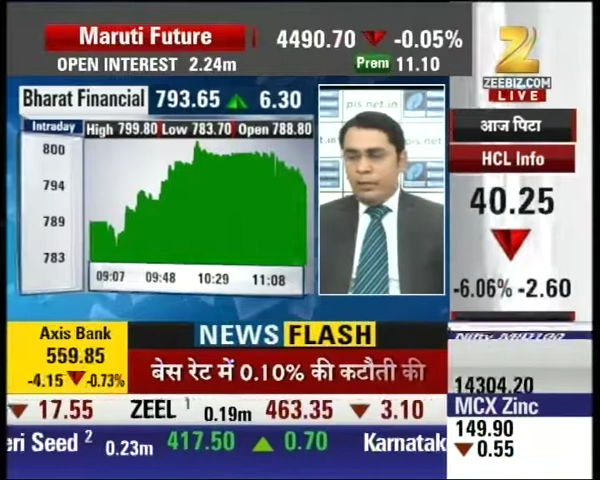 Maruti Future 4490.70 -0.05%
OPEN INTEREST 2.24m Prem 11.10
Z
ZEEBIZ.COM
LIVE
Bharat Financial 793.65 6.30
Intraday High 799.80 Low 783.70 Open 788.80
800
794
789
783
09:07 09:48 10:29 11:08
pis.net.in
आज पिटा
HCL Info
40.25
-6.06% -2.60
Axis Bank
559.85
-4.15 -0.73%
NEWS FLASH
बेस रेट में 0.10% की कटौती की
14304.20
MCX Zinc
149.90
0.55
17.55 ZEEL 1 0.19m 463.35 3.10
eri Seed 2 0.23m 417.50 0.70 Karnatak